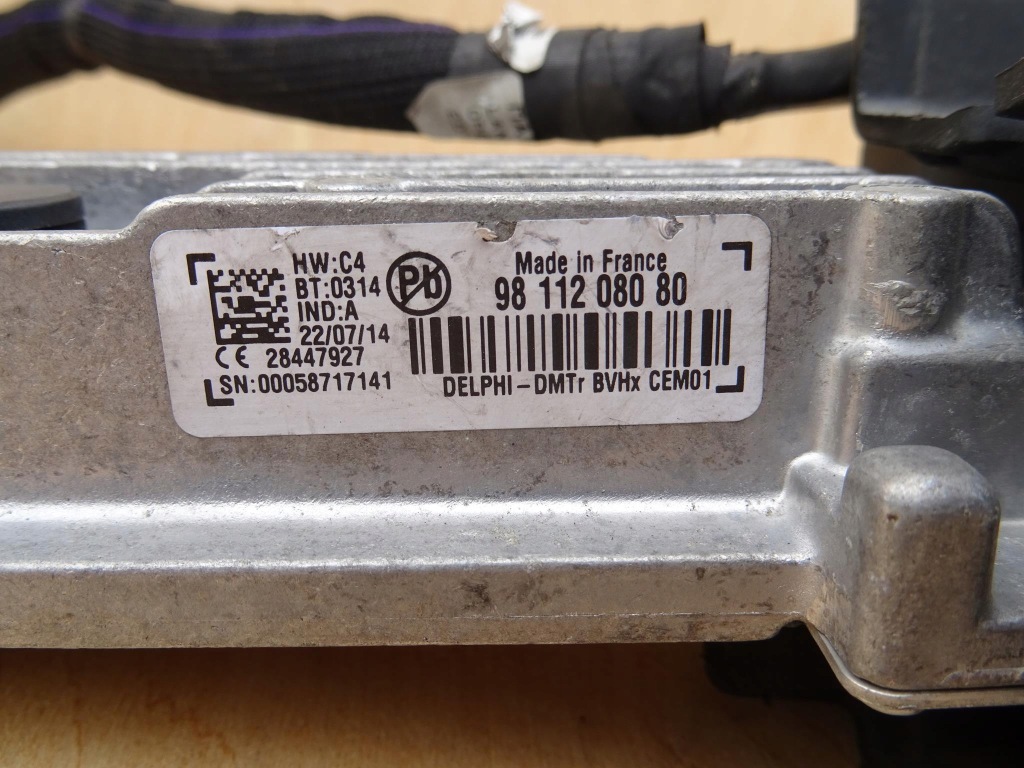 HW:C4
BT:0314
IND:A
22/07/14
CE 28447927
SN:00058717141
Pb
Made in France
98 112 080 80
DELPHI-DMTr BVHx CEM01